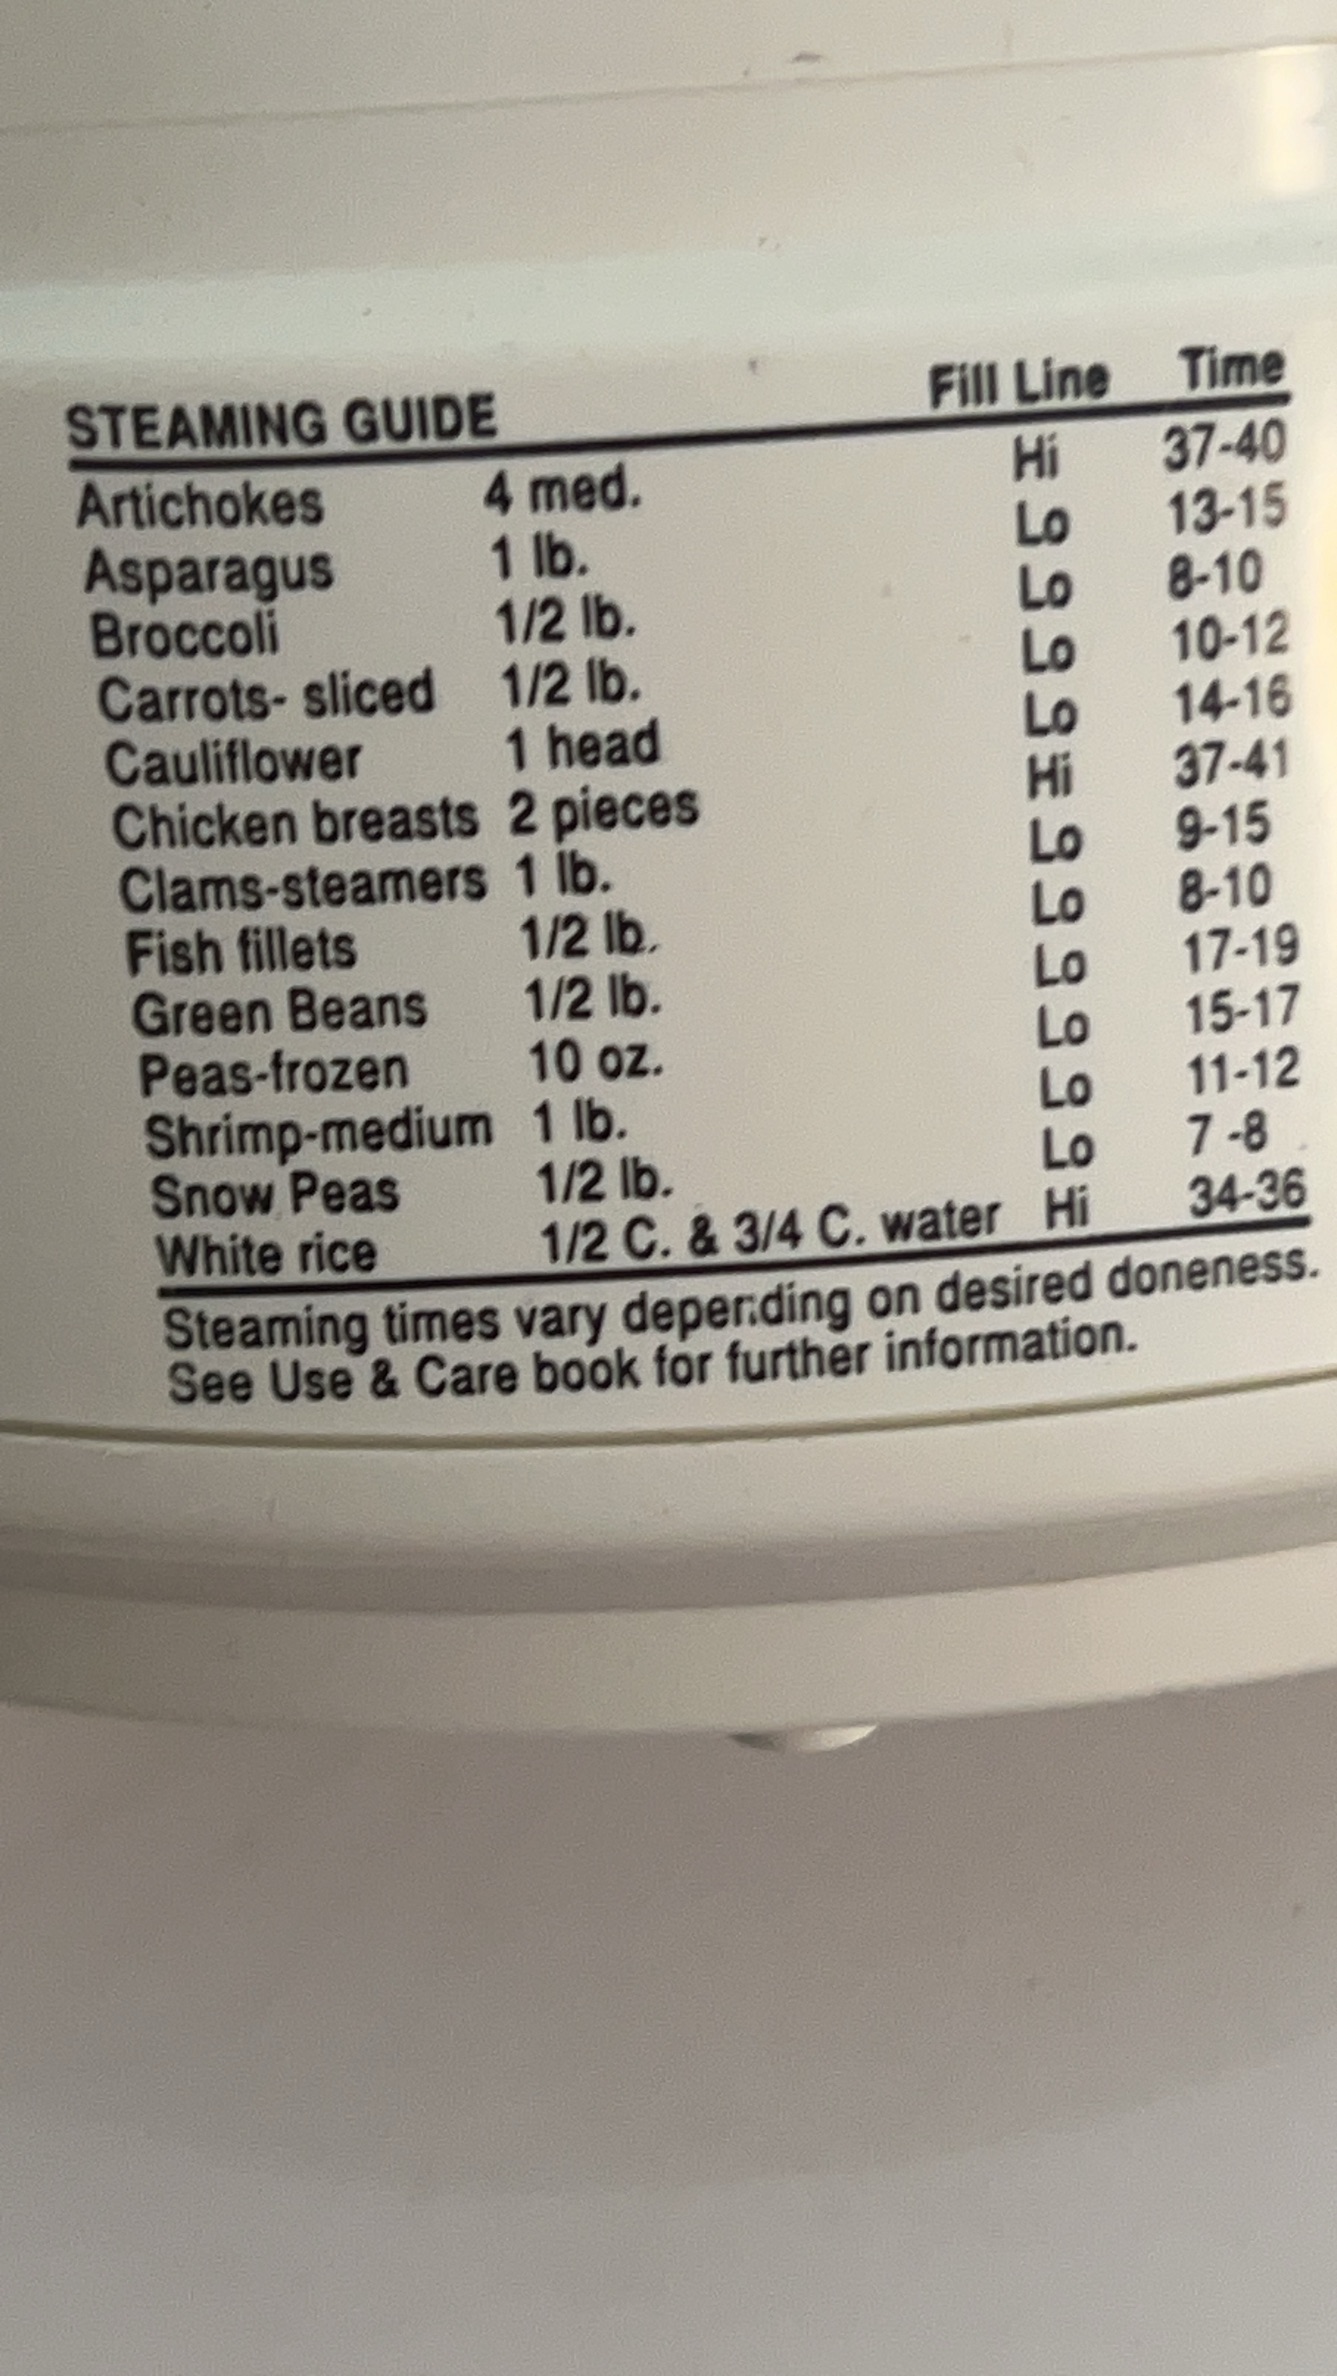 STEAMING GUIDE Fill Line Time
Artichokes 4 med. Hi 37-40
Asparagus 1 lb. Lo 13-15
Broccoli 1/2 lb. Lo 8-10
Carrots- sliced 1/2 lb. Lo 10-12
Cauliflower 1 head Lo 14-16
Chicken breasts 2 pieces Hi 37-41
Clams-steamers 1 lb. Lo 9-15
Fish fillets 1/2 lb. Lo 8-10
Green Beans 1/2 lb. Lo 17-19
Peas-frozen 10 oz. Lo 15-17
Shrimp-medium 1 lb. Lo 11-12
Snow Peas 1/2 lb. Lo 7 -8
White rice 1/2 C. & 3/4 C. water Hi 34-36
Steaming times vary depending on desired doneness.
See Use & Care book for further information.